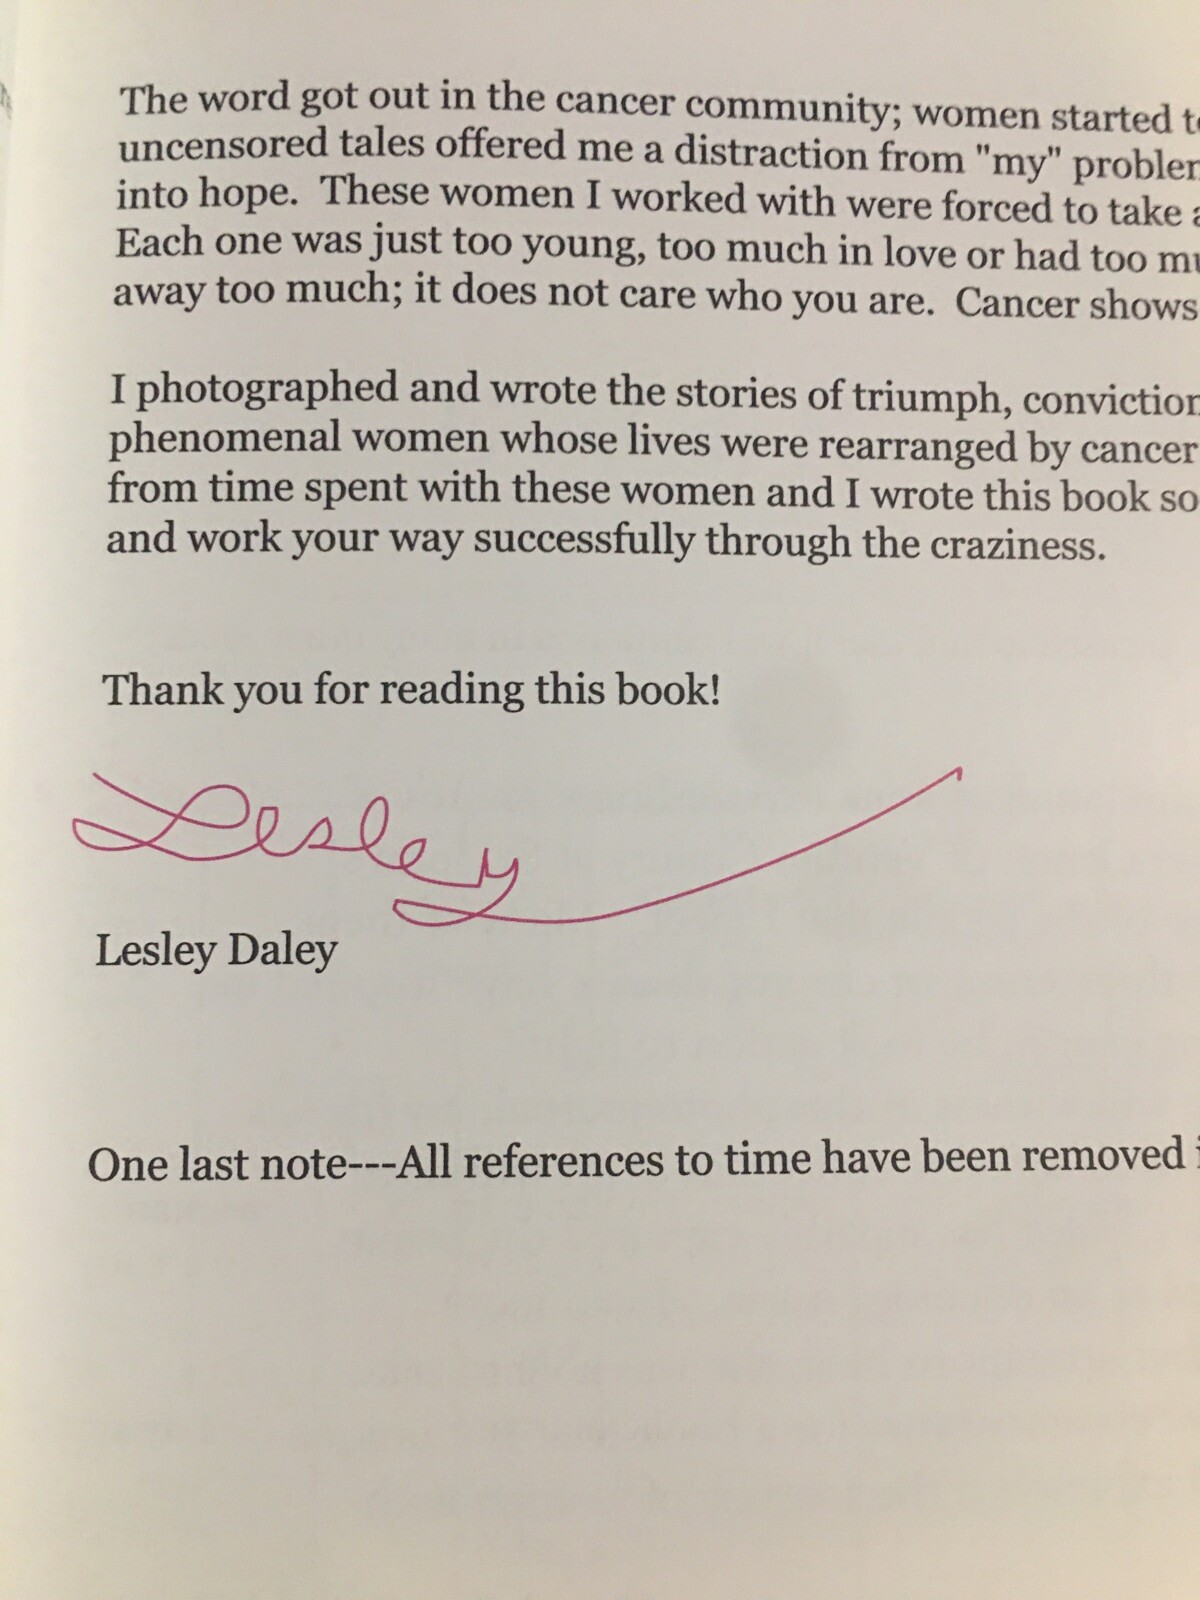 The word got out in the cancer community; women started
uncensored tales offered me a distraction from "my"
into hope.  These women I worked with were forced to take
Each one was just too young, too much in love or had too
away too much; it does not care who you are.  Cancer shows
I photographed and wrote the stories of triumph,
phenomenal women whose lives were rearranged by cancer
from time spent with these women and I wrote this book so
and work your way successfully through the craziness.
Thank you for reading this book!
Lesley
Lesley Daley
One last note---All references to time have been removed